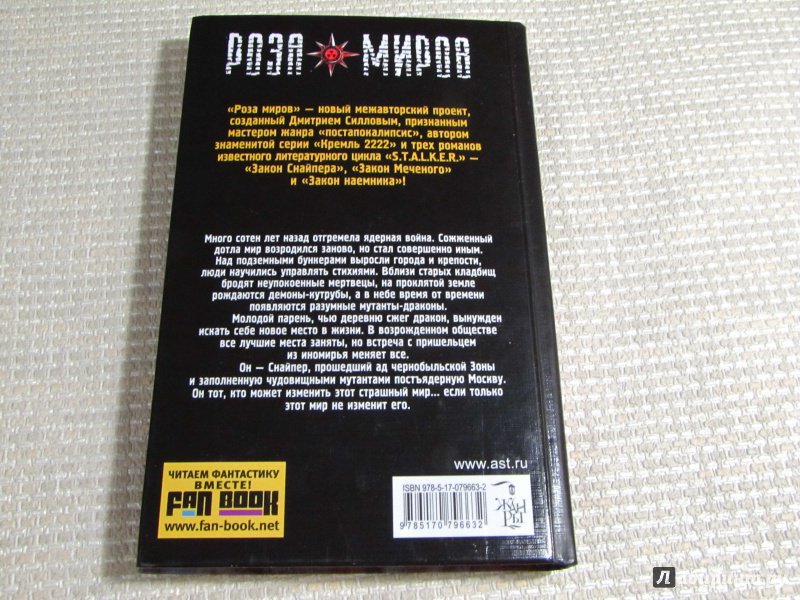 РОЗА МИРОВ
«Роза миров» — новый межавторский проект,
созданный Дмитрием Силловым, признанным
мастером жанра «постапокалипсис», автором
знаменитой серии «Кремль 2222» и трех романов
известного литературного цикла «S.T.A.L.K.E.R.» —
«Закон Снайпера», «Закон Меченого»
и «Закон наемника»!
Много сотен лет назад отгремела ядерная война. Сожженный
дотла мир возродился заново, но стал совершенно иным.
Над подземными бункерами выросли города и крепости,
люди научились управлять стихиями. Вблизи старых кладбищ
бродят неупокоенные мертвецы, на проклятой земле
рождаются демоны-кутрубы, а в небе время от времени
появляются разумные мутанты-драконы.
Молодой парень, чью деревню сжег дракон, вынужден
искать себе новое место в жизни. В возрожденном обществе
все лучшие места заняты, но встреча с пришельцем
из иномирья меняет все.
Он — Снайпер, прошедший ад чернобыльской Зоны
и заполненную чудовищными мутантами постъядерную Москву.
Он тот, кто может изменить этот страшный мир... если только
этот мир не изменит его.
ЧИТАЕМ ФАНТАСТИКУ
ВМЕСТЕ!
FAN BOOK
www.fan-book.net
www.ast.ru
ISBN 978-5-17-079663-2
9 785170 796632
ЖАН
РЫ
Лабиринт.ру